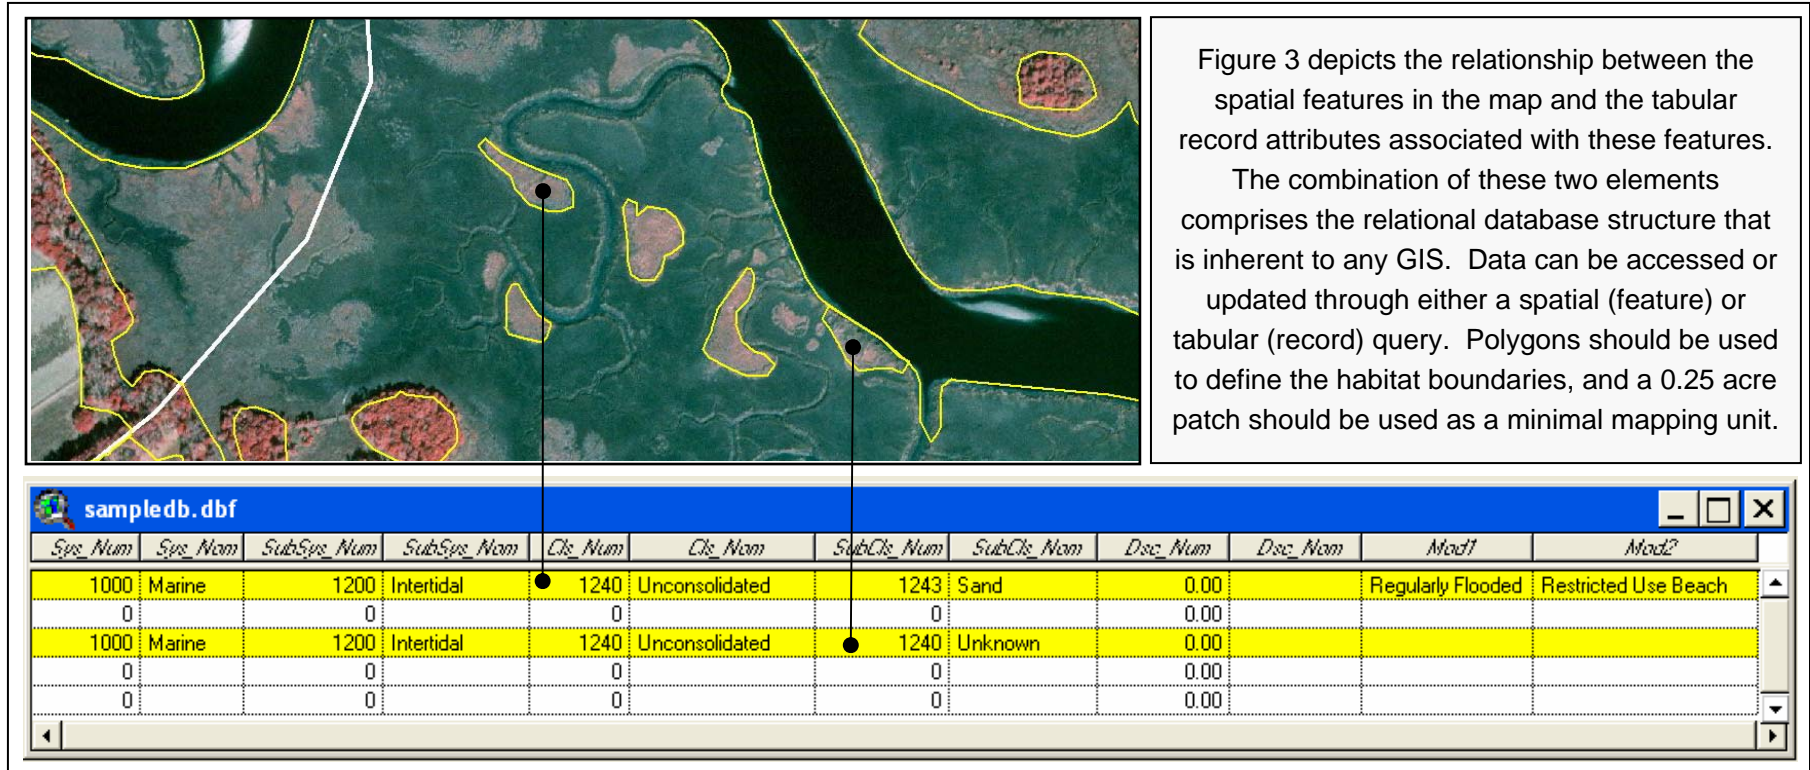 Figure 3 depicts the relationship between the
spatial features in the map and the tabular
record attributes associated with these features.
The combination of these two elements
comprises the relational database structure that
is inherent to any GIS. Data can be accessed or
updated through either a spatial (feature) or
tabular (record) query. Polygons should be used
to define the habitat boundaries, and a 0.25 acre
patch should be used as a minimal mapping unit.
sampledb.dbf
Sys_Num Sys_Nam SubSys_Num SubSys_Nam Cls_Num Cls_Nam SubCls_Num SubCls_Nam Dsc_Num Dsc_Nam Mod1 Mod2
1000 Marine 1200 Intertidal 1240 Unconsolidated 1243 Sand 0.00 Regularly Flooded Restricted Use Beach
0 0 0 0 0.00
1000 Marine 1200 Intertidal 1240 Unconsolidated 1240 Unknown 0.00
0 0 0 0 0.00
0 0 0 0 0.00